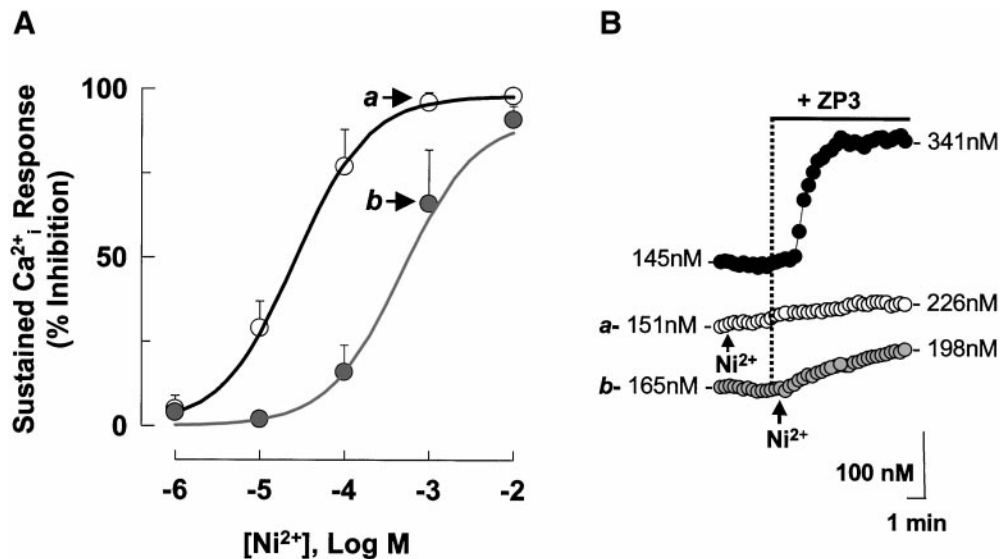 A
Sustained Ca²⁺ᵢ Response
(% Inhibition)
100
50
0
a
b
-6 -5 -4 -3 -2
[Ni²⁺], Log M
B
+ ZP3
341nM
145nM
a- 151nM
226nM
Ni²⁺
b- 165nM
198nM
Ni²⁺
100 nM
1 min